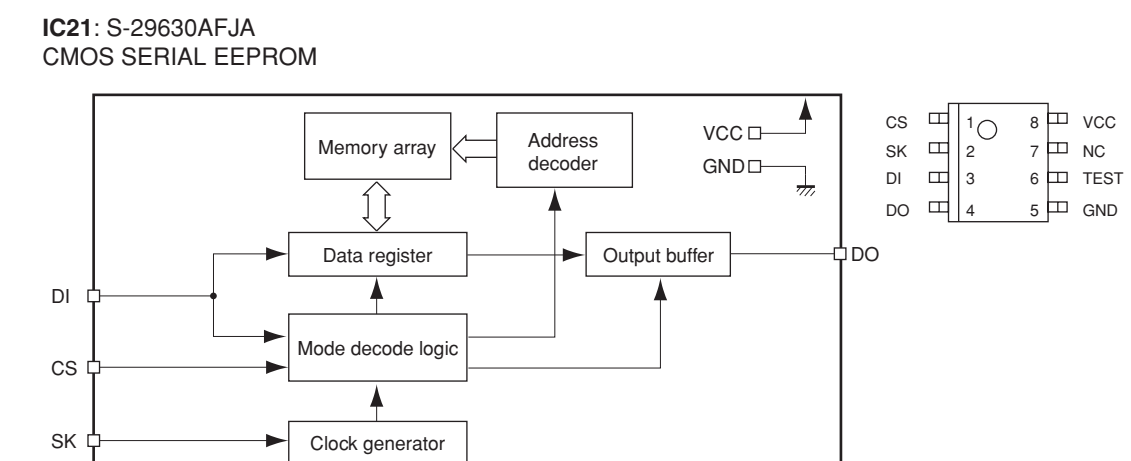 IC21: S-29630AFJA
CMOS SERIAL EEPROM
Memory array
Address
decoder
VCC
GND
Data register
Output buffer
DO
DI
Mode decode logic
CS
SK
Clock generator
CS 1 8 VCC
SK 2 7 NC
DI 3 6 TEST
DO 4 5 GND